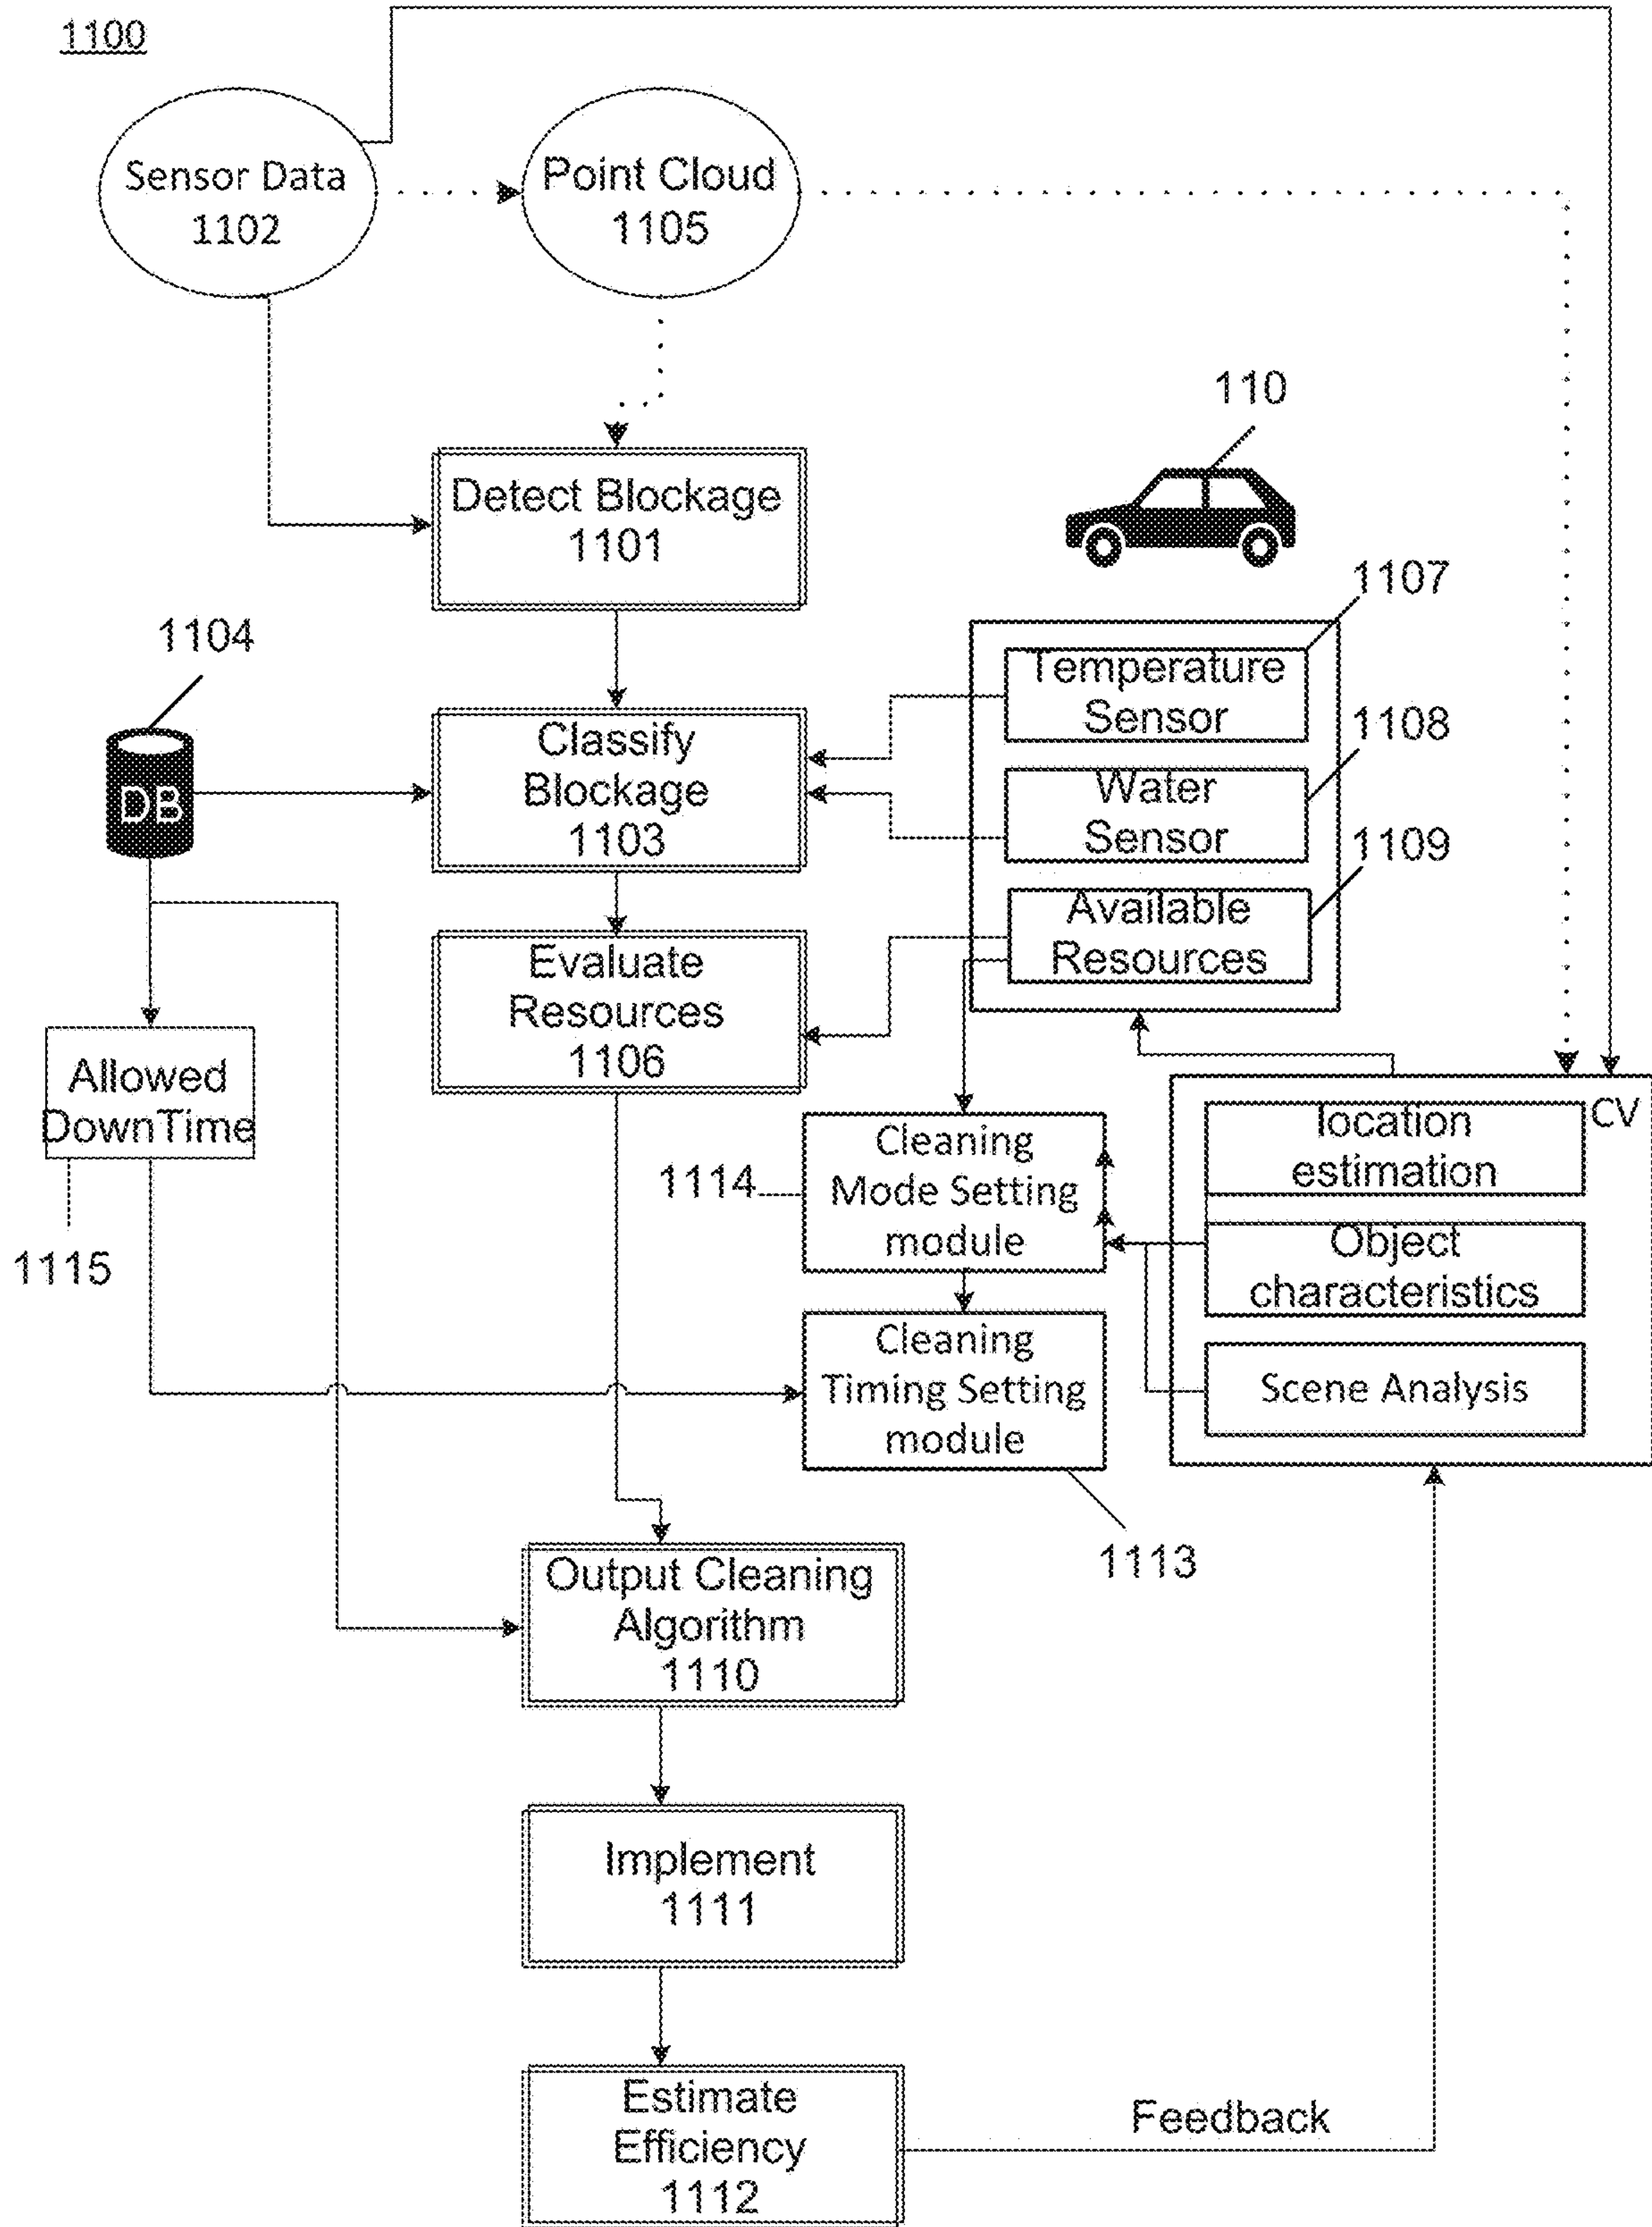 1100
Sensor Data
1102
Point Cloud
1105
110
Detect Blockage
1101
1107
1104
Temperature
Sensor
1108
Classify
Blockage
1103
DB
Water
Sensor
1109
Available
Resources
Evaluate
Resources
1106
Allowed
DownTime
1115
CV
location
estimation
Cleaning
Mode Setting
module
1114
Object
characteristics
Cleaning
Timing Setting
module
Scene Analysis
1113
Output Cleaning
Algorithm
1110
Implement
1111
Estimate
Efficiency
1112
Feedback